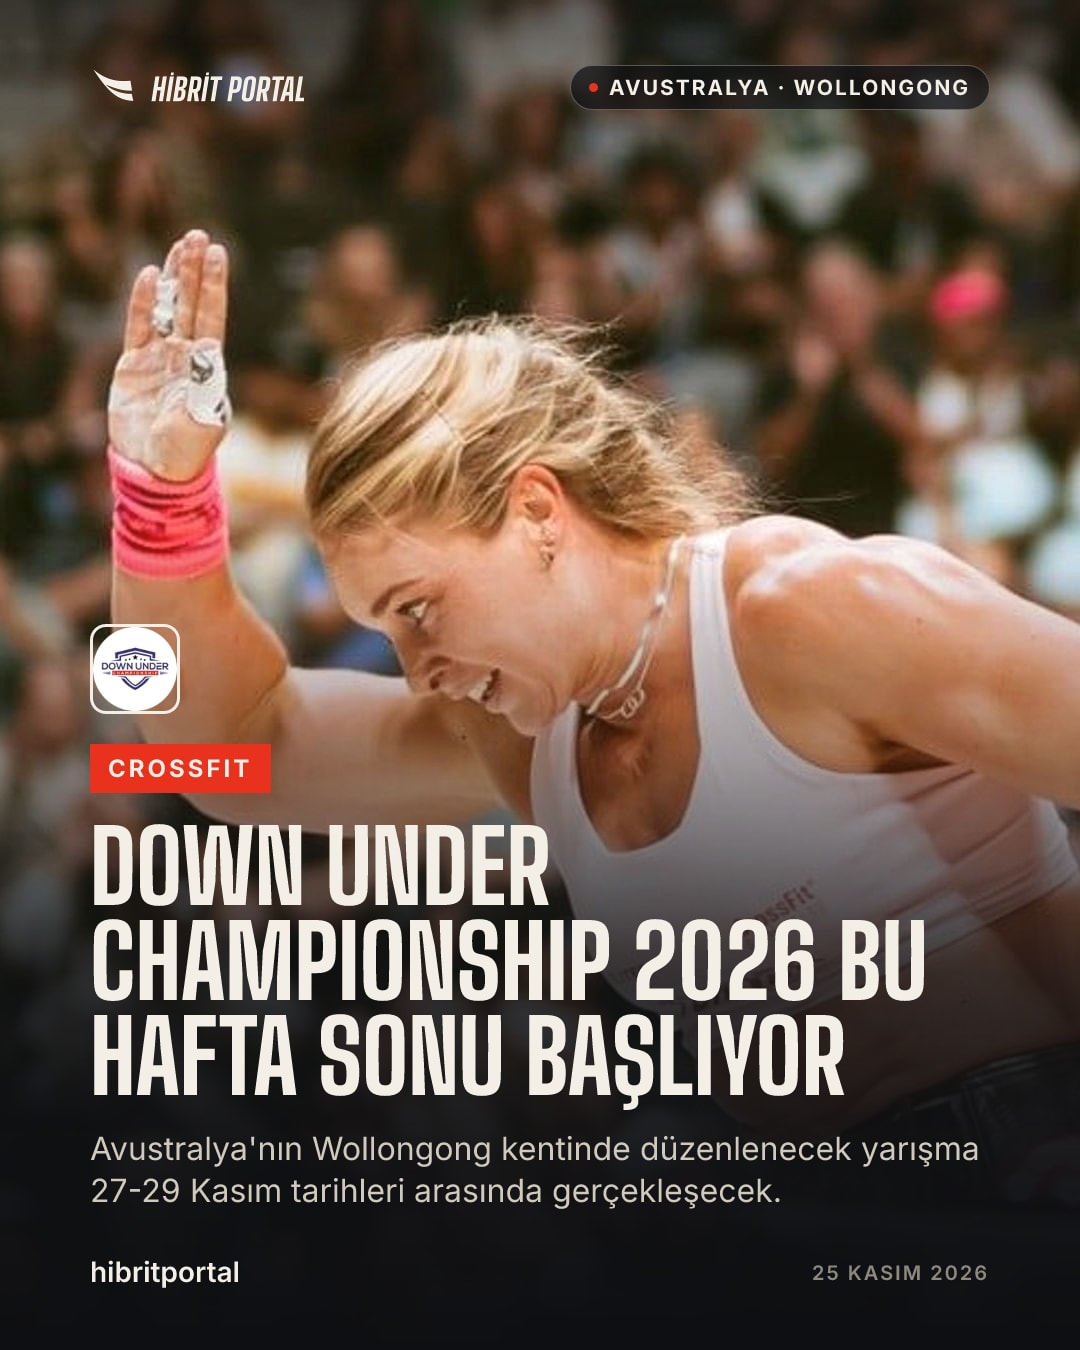 HİBRİT PORTAL
AVUSTRALYA · WOLLONGONG
DOWN UNDER
CHAMPIONSHIP
CROSSFIT
DOWN UNDER
CHAMPIONSHIP 2026 BU
HAFTA SONU BAŞLIYOR
Avustralya'nın Wollongong kentinde düzenlenecek yarışma
27-29 Kasım tarihleri arasında gerçekleşecek.
hibritportal
25 KASIM 2026